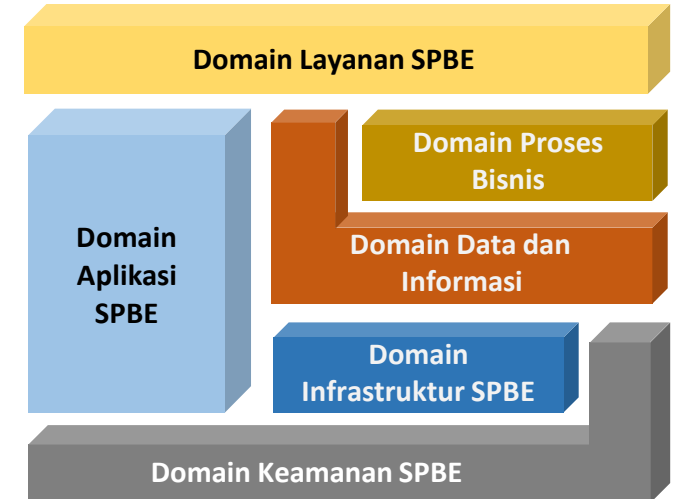 Domain Layanan SPBE
Domain Proses
Bisnis
Domain
Aplikasi
SPBE
Domain Data dan
Informasi
Domain
Infrastruktur SPBE
Domain Keamanan SPBE